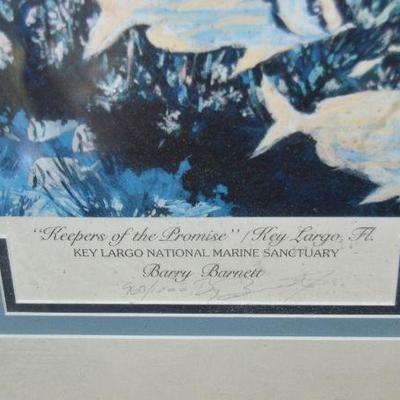 "Keepers of the Promise" / Key Largo, Fl.
KEY LARGO NATIONAL MARINE SANCTUARY
Barry Barnett